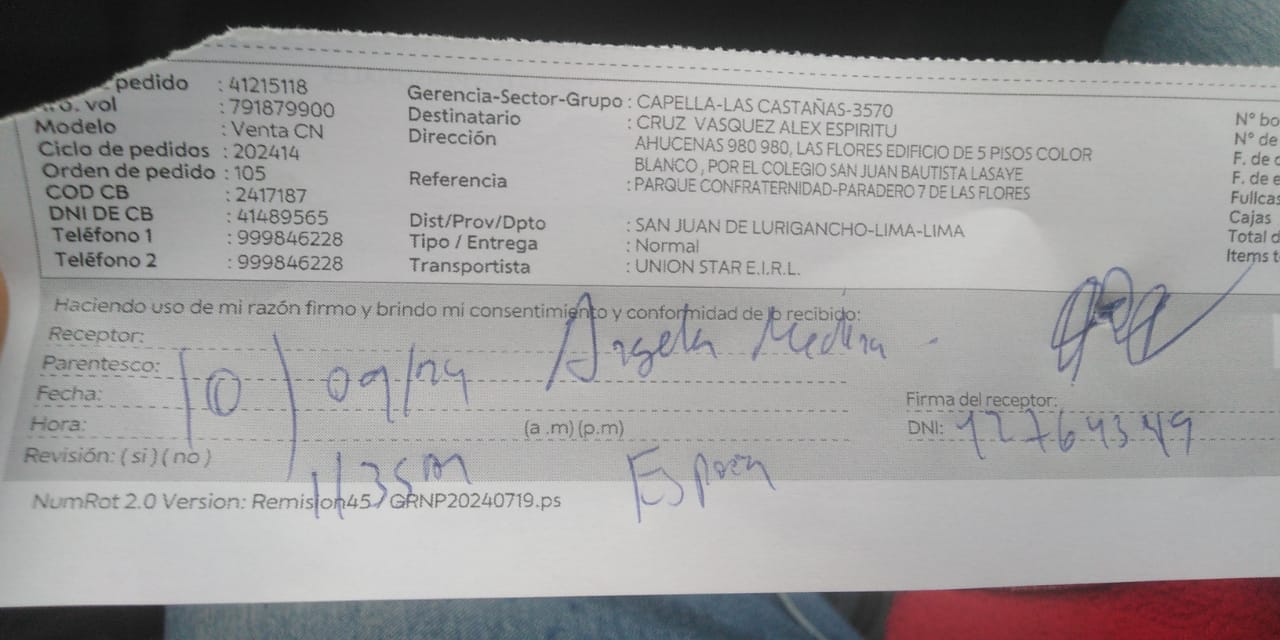 pedido : 41215118
vol : 791879900
Modelo : Venta CN
Ciclo de pedidos : 202414
Orden de pedido : 105
COD CB : 2417187
DNI DE CB : 41489565
Teléfono 1 : 999846228
Teléfono 2 : 999846228
Gerencia-Sector-Grupo : CAPELLA-LAS CASTAÑAS-3570
Destinatario : CRUZ VASQUEZ ALEX ESPIRITU
Dirección AHUCENAS 980 980, LAS FLORES EDIFICIO DE 5 PISOS COLOR
BLANCO , POR EL COLEGIO SAN JUAN BAUTISTA LASAYE
Referencia : PARQUE CONFRATERNIDAD-PARADERO 7 DE LAS FLORES
Dist/Prov/Dpto : SAN JUAN DE LURIGANCHO-LIMA-LIMA
Tipo / Entrega : Normal
Transportista : UNION STAR E.I.R.L.
N° bo
N° de
F. de
F. de e
Fullcas
Cajas
Total d
Items t
Haciendo uso de mi razón firmo y brindo mi consentimiento y conformidad de lo recibido:
Receptor: Angela Medina
Parentesco:
Fecha: 10/09/24
Hora: (a .m) (p.m)
Revisión: ( si ) ( no )
Firma del receptor:
DNI:
NumRot 2.0 Version: Remision45 / GRNP20240719.ps